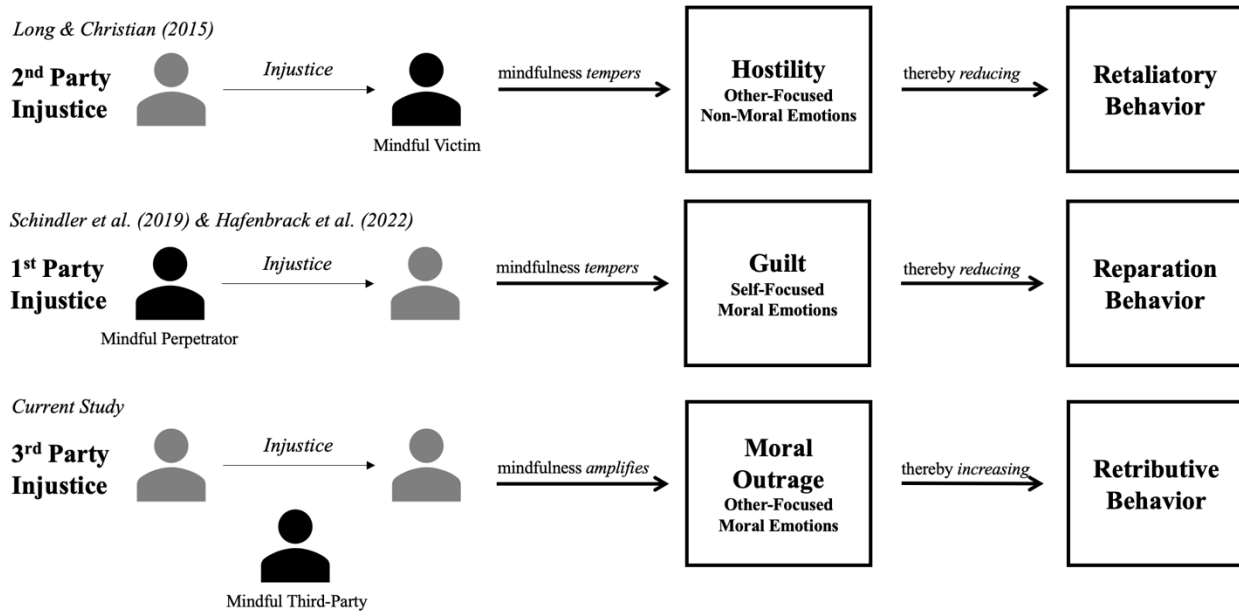 Long & Christian (2015)
2nd Party
Injustice
Injustice
Mindful Victim
mindfulness tempers
Hostility
Other-Focused
Non-Moral Emotions
thereby reducing
Retaliatory
Behavior
Schindler et al. (2019) & Hafenbrack et al. (2022)
1st Party
Injustice
Mindful Perpetrator
Injustice
mindfulness tempers
Guilt
Self-Focused
Moral Emotions
thereby reducing
Reparation
Behavior
Current Study
3rd Party
Injustice
Injustice
Mindful Third-Party
mindfulness amplifies
Moral
Outrage
Other-Focused
Moral Emotions
thereby increasing
Retributive
Behavior